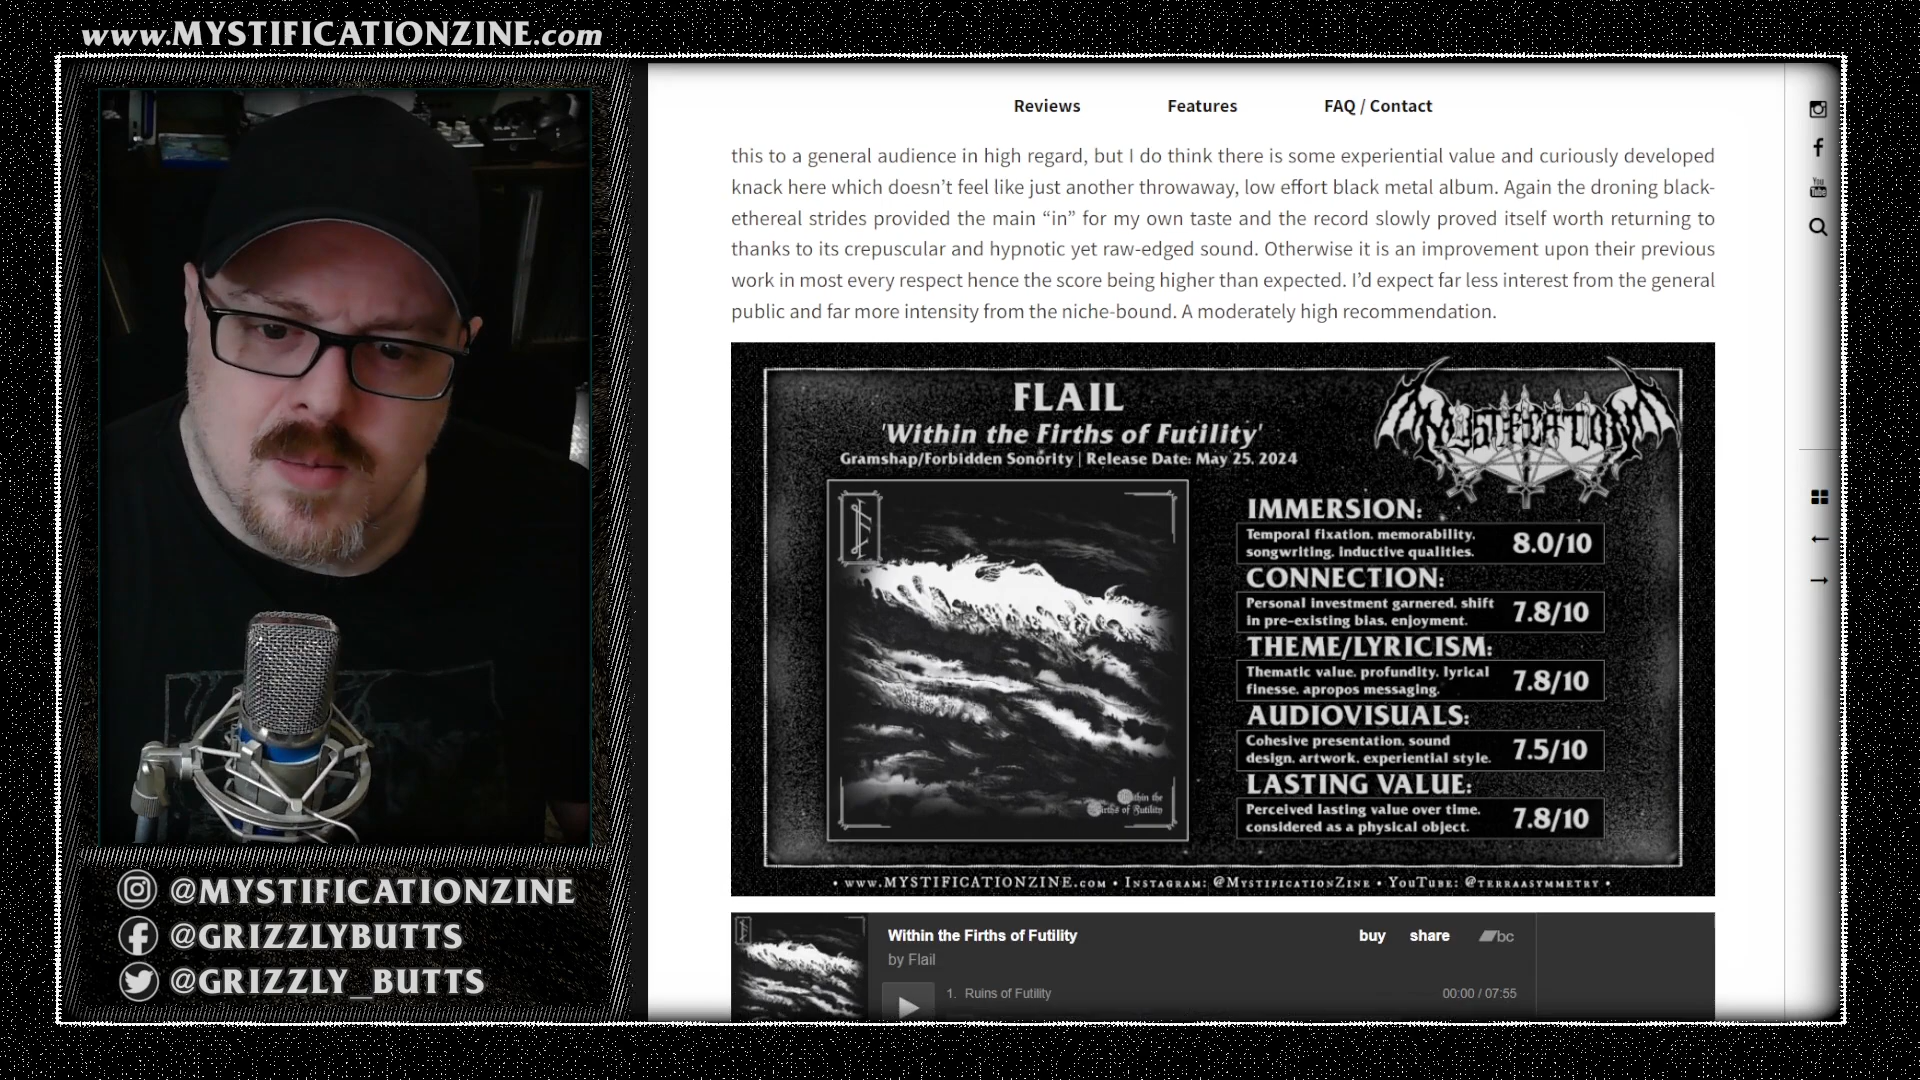 www.MYSTIFICATIONZINE.com
Reviews
Features
FAQ / Contact
this to a general audience in high regard, but I do think there is some experiential value and curiously developed
knack here which doesn’t feel like just another throwaway, low effort black metal album. Again the droning black-
ethereal strides provided the main “in” for my own taste and the record slowly proved itself worth returning to
thanks to its crepuscular and hypnotic yet raw-edged sound. Otherwise it is an improvement upon their previous
work in most every respect hence the score being higher than expected. I’d expect far less interest from the general
public and far more intensity from the niche-bound. A moderately high recommendation.
FLAIL
'Within the Firths of Futility'
Gramshap/Forbidden Sonority | Release Date: May 25, 2024
MYSTIFICATION
IMMERSION:
Temporal fixation, memorability,
songwriting, inductive qualities.
8.0/10
CONNECTION:
Personal investment garnered, shift
in pre-existing bias, enjoyment.
7.8/10
THEME/LYRICISM:
Thematic value, profundity, lyrical
finesse, apropos messaging.
7.8/10
AUDIOVISUALS:
Cohesive presentation, sound
design, artwork, experiential style.
7.5/10
LASTING VALUE:
Perceived lasting value over time,
considered as a physical object.
7.8/10
Within the
Firths of Futility
• www.MYSTIFICATIONZINE.com • Instagram: @MystificationZine • YouTube: @terraasymmetry •
Within the Firths of Futility
buy
share
bc
by Flail
1. Ruins of Futility
00:00 / 07:55
@MYSTIFICATIONZINE
@GRIZZLYBUTTS
@GRIZZLY_BUTTS
You
Tube